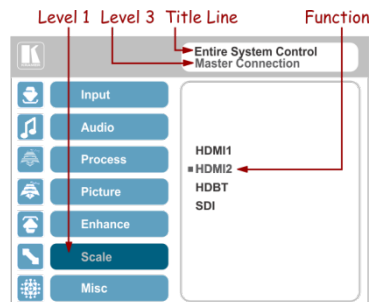 Level 1 Level 3 Title Line Function
K
Entire System Control
Master Connection
Input
Audio
Process
Picture
Enhance
Scale
Misc
HDMI1
HDMI2
HDBT
SDI